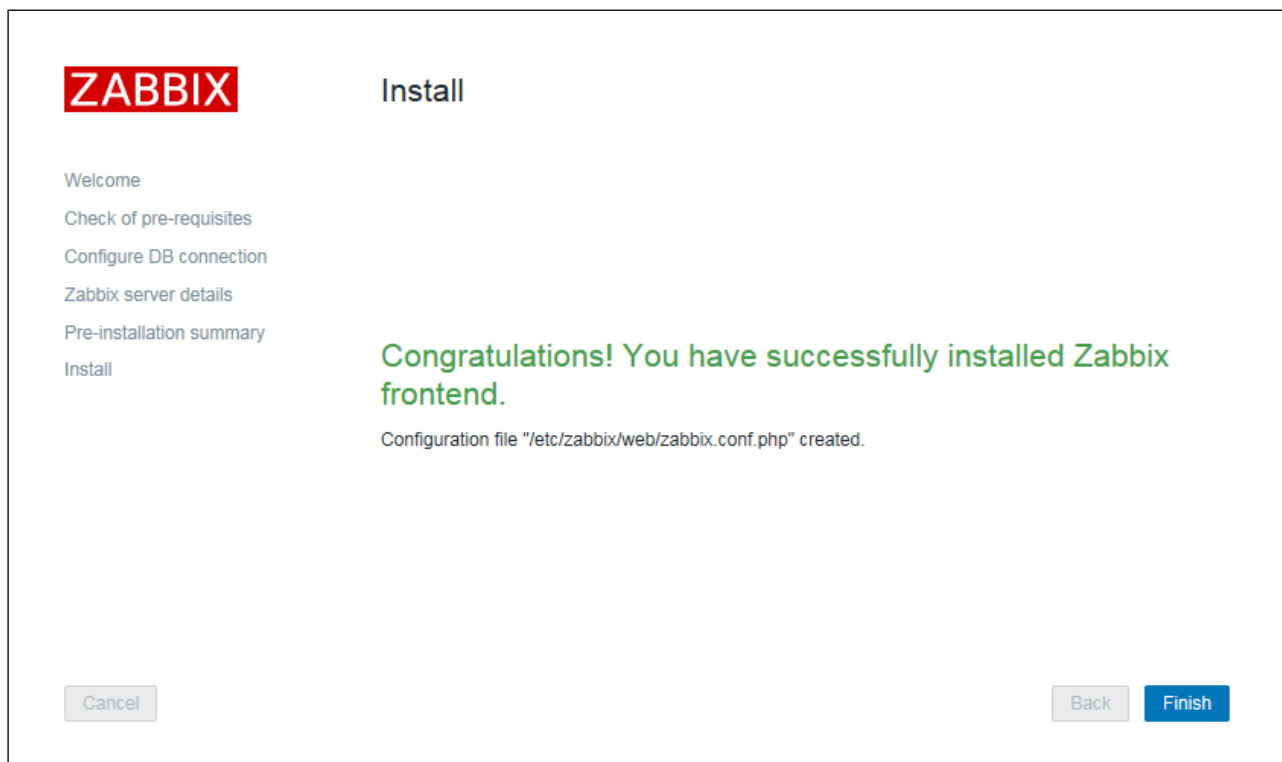 ZABBIX
Install
Welcome
Check of pre-requisites
Configure DB connection
Zabbix server details
Pre-installation summary
Install
Congratulations! You have successfully installed Zabbix
frontend.
Configuration file "/etc/zabbix/web/zabbix.conf.php" created.
Cancel
Back
Finish